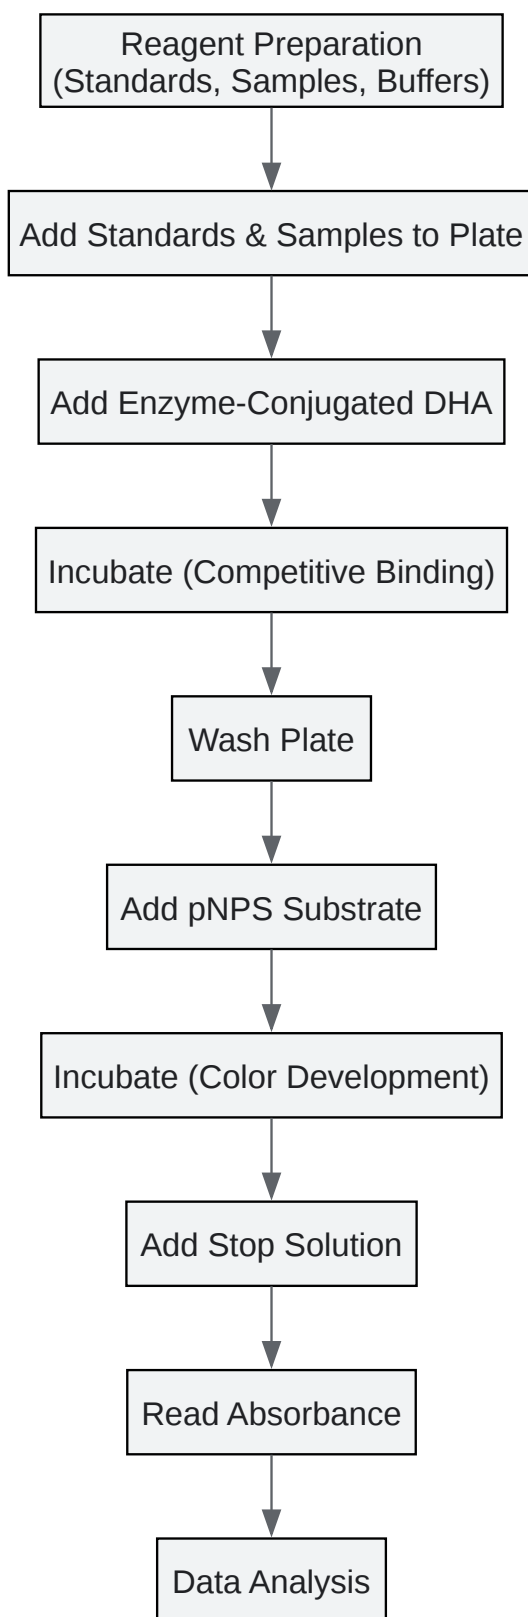 Reagent Preparation
(Standards, Samples, Buffers)
Add Standards & Samples to Plate
Add Enzyme-Conjugated DHA
Incubate (Competitive Binding)
Wash Plate
Add pNPS Substrate
Incubate (Color Development)
Add Stop Solution
Read Absorbance
Data Analysis